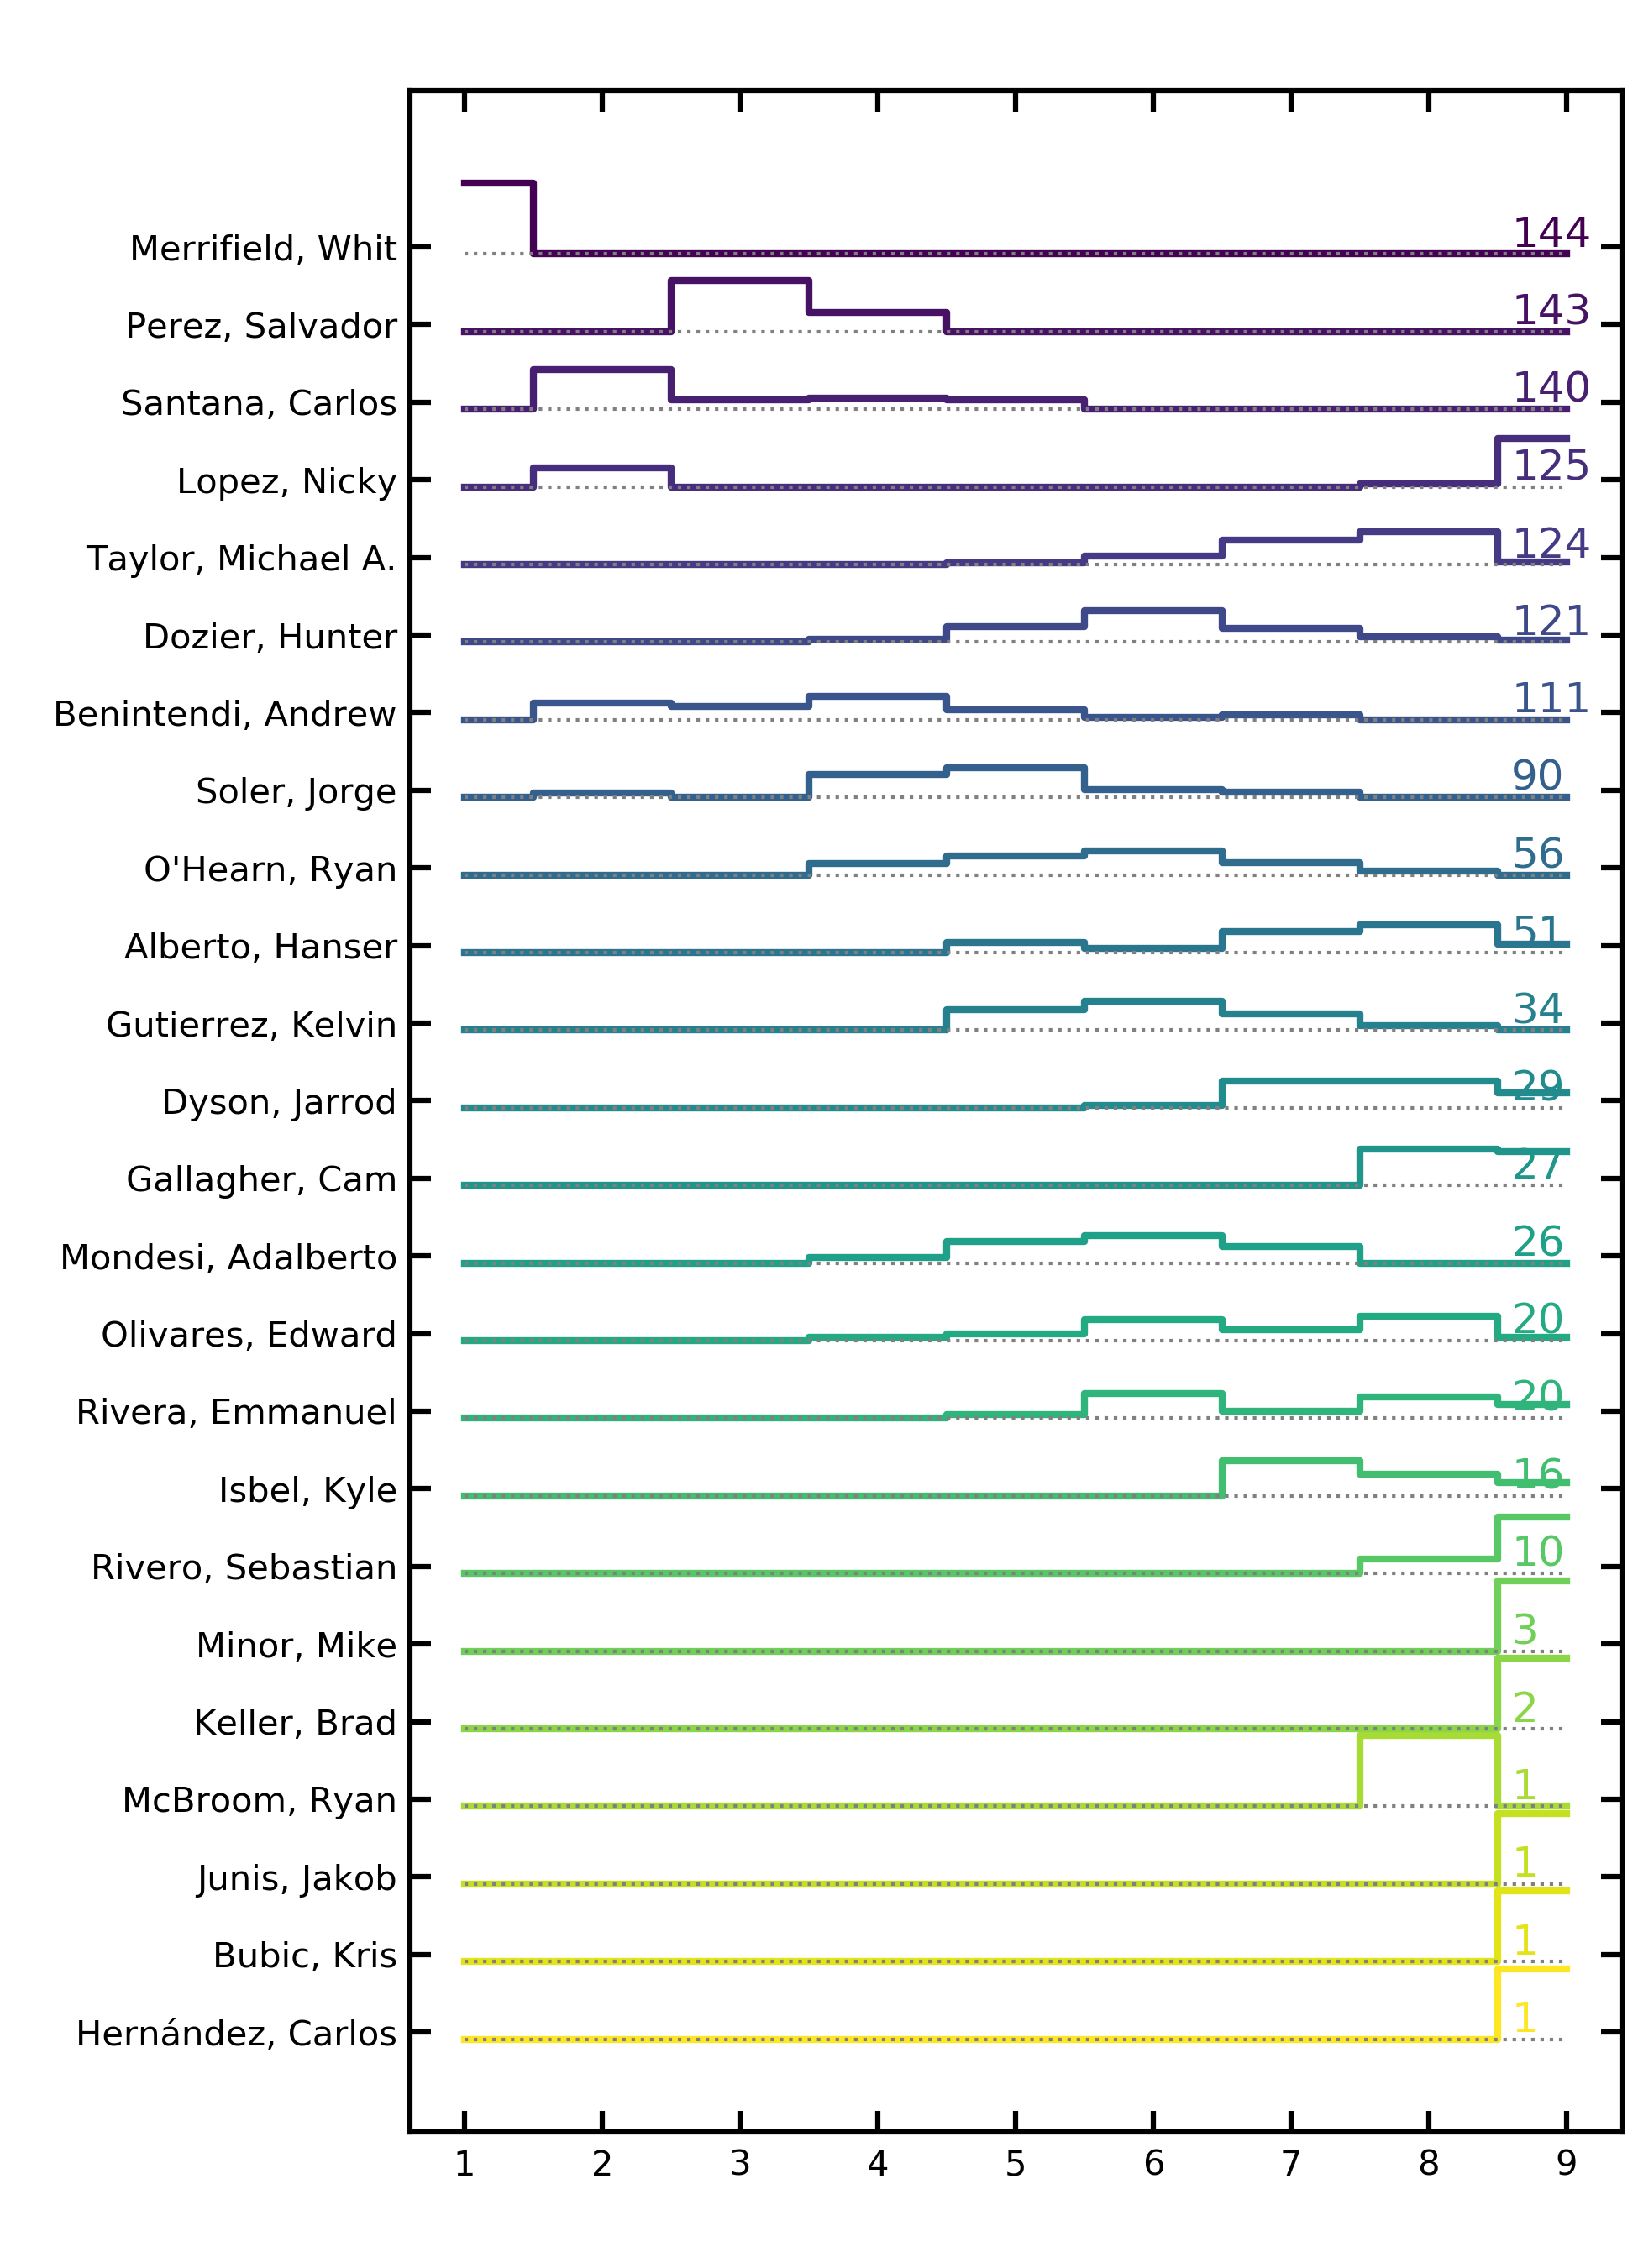 Merrifield, Whit 144
Perez, Salvador 143
Santana, Carlos 140
Lopez, Nicky 125
Taylor, Michael A. 124
Dozier, Hunter 121
Benintendi, Andrew 111
Soler, Jorge 90
O'Hearn, Ryan 56
Alberto, Hanser 51
Gutierrez, Kelvin 34
Dyson, Jarrod 29
Gallagher, Cam 27
Mondesi, Adalberto 26
Olivares, Edward 20
Rivera, Emmanuel 20
Isbel, Kyle 16
Rivero, Sebastian 10
Minor, Mike 3
Keller, Brad 2
McBroom, Ryan 1
Junis, Jakob 1
Bubic, Kris 1
Hernández, Carlos 1
1 2 3 4 5 6 7 8 9